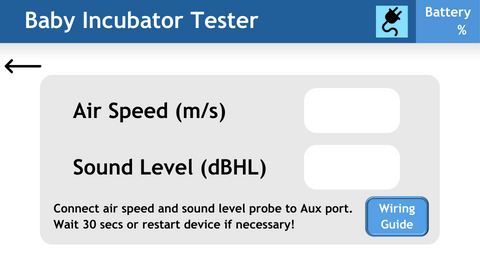 Baby Incubator Tester
Battery
%
Air Speed (m/s)
Sound Level (dBHL)
Connect air speed and sound level probe to Aux port.
Wait 30 secs or restart device if necessary!
Wiring
Guide